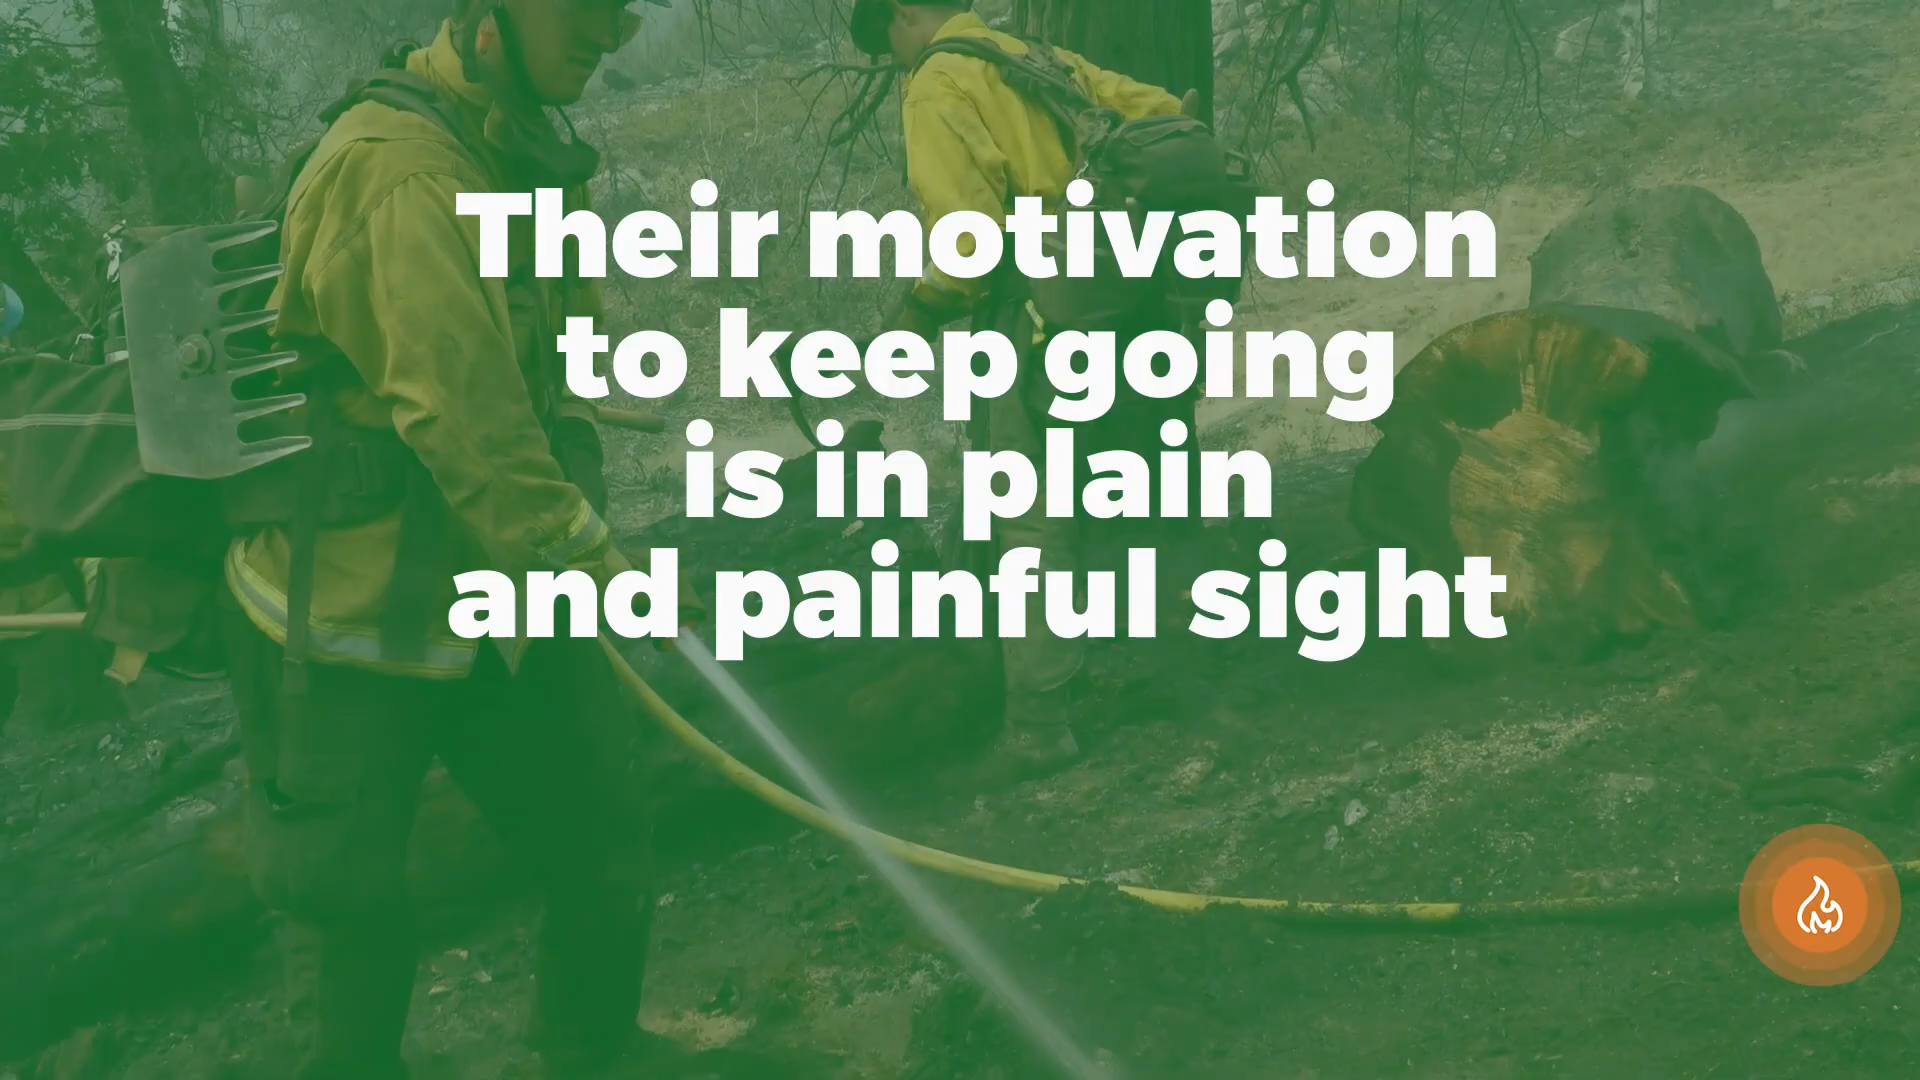 Their motivation
to keep going
is in plain
and painful sight